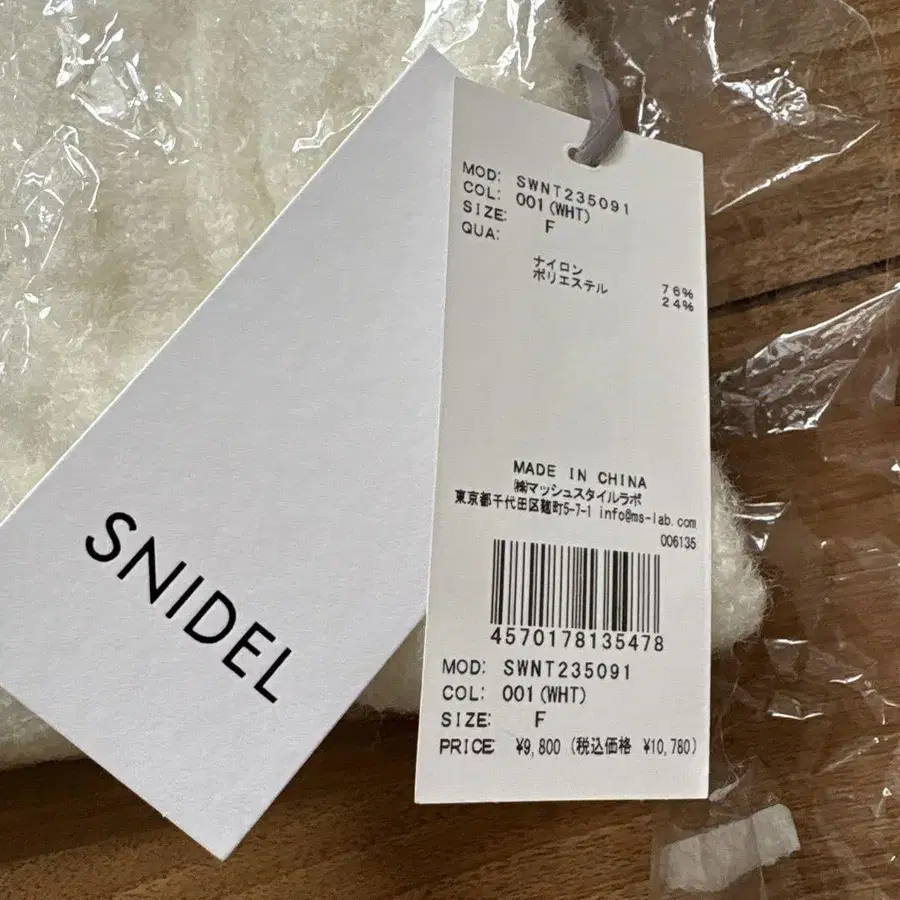 SNIDEL
MOD: SWNT235091
COL: 001(WHT)
SIZE: F
QUA:
ナイロン 76%
ポリエステル 24%
MADE IN CHINA
㈱マッシュスタイルラボ
東京都千代田区麹町5-7-1 info@ms-lab.com
006135
4570178135478
MOD: SWNT235091
COL: 001(WHT)
SIZE: F
PRICE ¥9,800 (税込価格 ¥10,780)